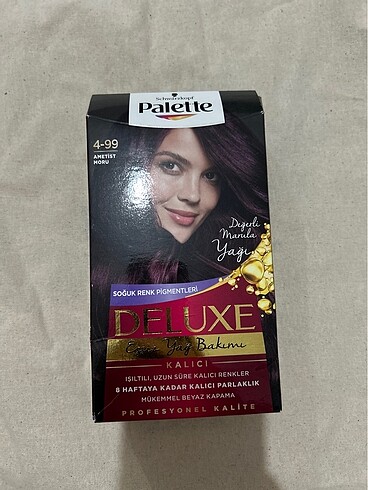 Schwarzkopf
Palette
4-99
AMETİST
MORU
Değerli
Marula
Yağı
SOĞUK RENK PİGMENTLERİ
DELUXE
Yağ Bakımı
KALICI
IŞILTILI, UZUN SÜRE KALICI RENKLER
8 HAFTAYA KADAR KALICI PARLAKLIK
MÜKEMMEL BEYAZ KAPAMA
PROFESYONEL KALİTE